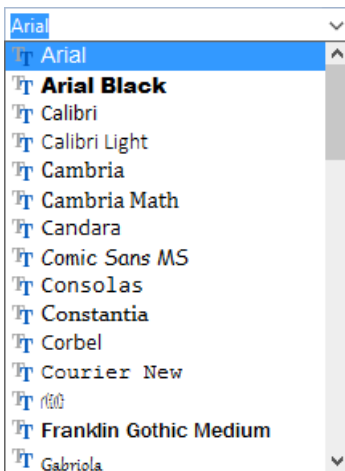 Arial
Arial
Arial Black
Calibri
Calibri Light
Cambria
Cambria Math
Candara
Comic Sans MS
Consolas
Constantia
Corbel
Courier New
Franklin Gothic Medium
Gabriola